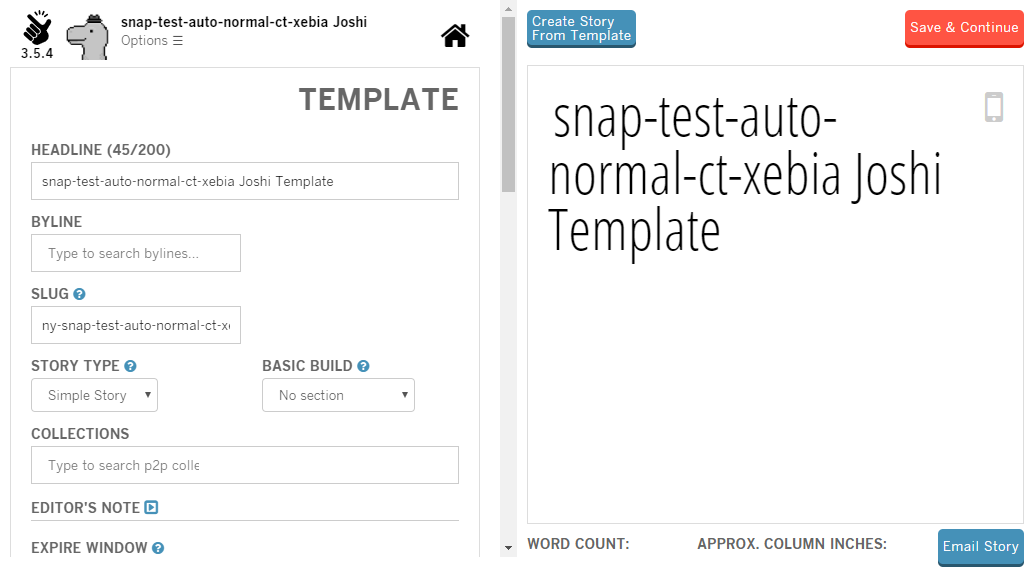 snap-test-auto-normal-ct-xebia Joshi
Options ☰
3.5.4
TEMPLATE
HEADLINE (45/200)
snap-test-auto-normal-ct-xebia Joshi Template
BYLINE
Type to search bylines...
SLUG
ny-snap-test-auto-normal-ct-x
STORY TYPE
BASIC BUILD
Simple Story
No section
COLLECTIONS
Type to search p2p colle
EDITOR'S NOTE
EXPIRE WINDOW
Create Story
From Template
Save & Continue
snap-test-auto-
normal-ct-xebia Joshi
Template
WORD COUNT:
APPROX. COLUMN INCHES:
Email Story